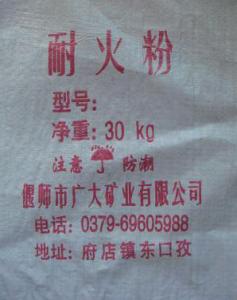 耐火粉
型号:
净重: 30 kg
注意 防潮
偃师市广大矿业有限公司
电话: 0379-69605988
地址: 府店镇东口孜